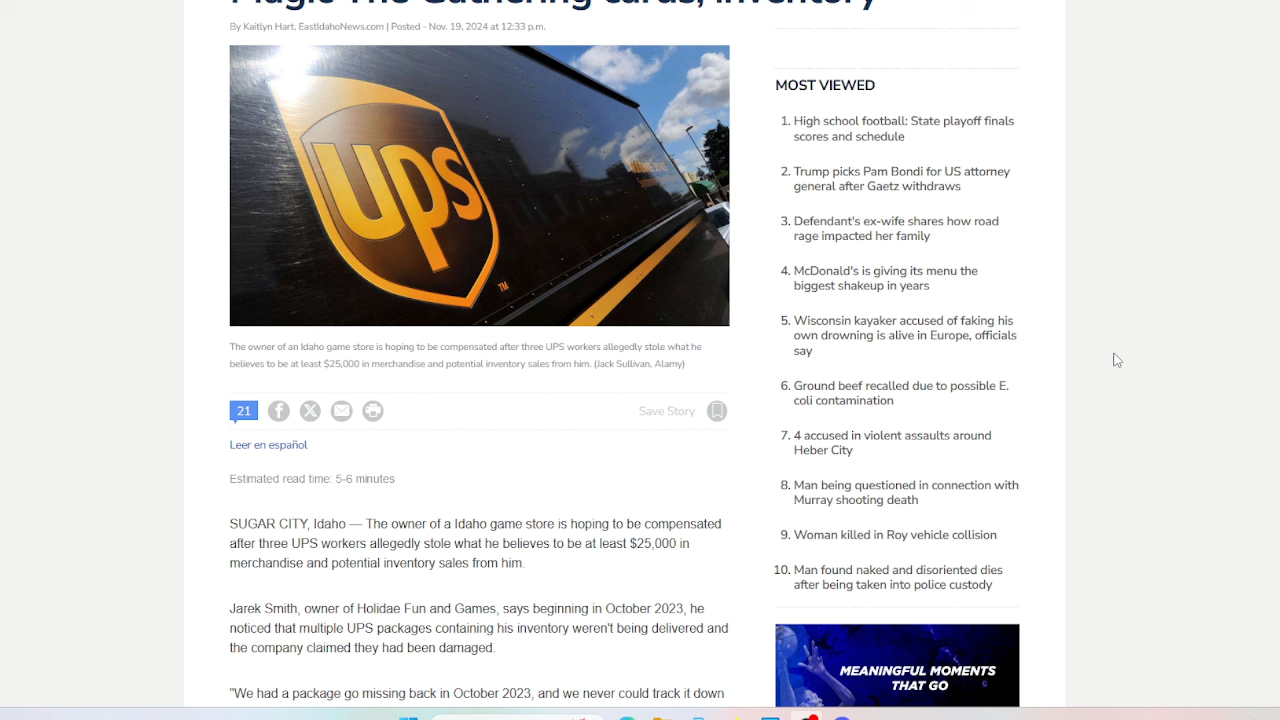 Magic The Gathering cards, inventory
By Kaitlyn Hart, EastIdahoNews.com | Posted - Nov. 19, 2024 at 12:33 p.m.
ups
TM
The owner of an Idaho game store is hoping to be compensated after three UPS workers allegedly stole what he
believes to be at least $25,000 in merchandise and potential inventory sales from him. (Jack Sullivan, Alamy)
21
Save Story
Leer en español
Estimated read time: 5-6 minutes
SUGAR CITY, Idaho — The owner of a Idaho game store is hoping to be compensated
after three UPS workers allegedly stole what he believes to be at least $25,000 in
merchandise and potential inventory sales from him.
Jarek Smith, owner of Holidae Fun and Games, says beginning in October 2023, he
noticed that multiple UPS packages containing his inventory weren't being delivered and
the company claimed they had been damaged.
"We had a package go missing back in October 2023, and we never could track it down
MOST VIEWED
1. High school football: State playoff finals
scores and schedule
2. Trump picks Pam Bondi for US attorney
general after Gaetz withdraws
3. Defendant's ex-wife shares how road
rage impacted her family
4. McDonald's is giving its menu the
biggest shakeup in years
5. Wisconsin kayaker accused of faking his
own drowning is alive in Europe, officials
say
6. Ground beef recalled due to possible E.
coli contamination
7. 4 accused in violent assaults around
Heber City
8. Man being questioned in connection with
Murray shooting death
9. Woman killed in Roy vehicle collision
10. Man found naked and disoriented dies
after being taken into police custody
MEANINGFUL MOMENTS
THAT GO